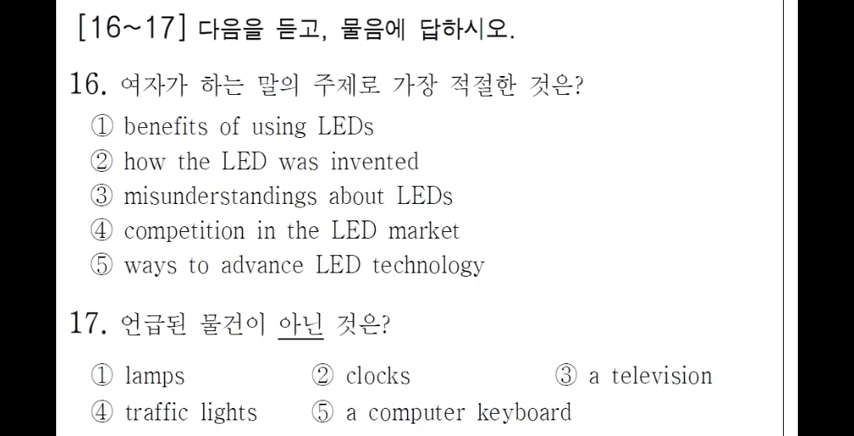 [16~17] 다음을 듣고, 물음에 답하시오.
16. 여자가 하는 말의 주제로 가장 적절한 것은?
① benefits of using LEDs
② how the LED was invented
③ misunderstandings about LEDs
④ competition in the LED market
⑤ ways to advance LED technology
17. 언급된 물건이 아닌 것은?
① lamps ② clocks ③ a television
④ traffic lights ⑤ a computer keyboard